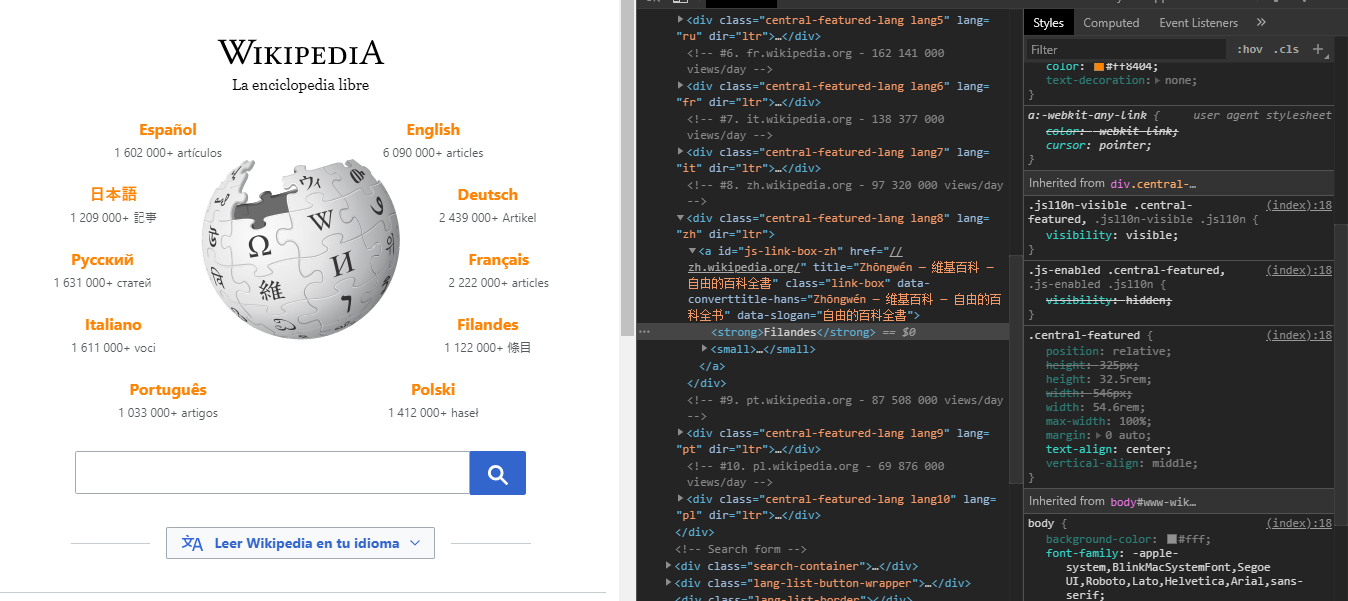 WIKIPEDIA
La enciclopedia libre
Español
1 602 000+ artículos
English
6 090 000+ articles
日本語
1 209 000+ 記事
Deutsch
2 439 000+ Artikel
Русский
1 631 000+ статей
Français
2 222 000+ articles
Italiano
1 611 000+ voci
Filandes
1 122 000+ 條目
Português
1 033 000+ artigos
Polski
1 412 000+ haseł
Ω
W
ウィ
И
維
Leer Wikipedia en tu idioma
<div class="central-featured-lang lang5" lang=
"ru" dir="ltr">…</div>
<!-- #6. fr.wikipedia.org - 162 141 000
views/day -->
<div class="central-featured-lang lang6" lang=
"fr" dir="ltr">…</div>
<!-- #7. it.wikipedia.org - 138 377 000
views/day -->
<div class="central-featured-lang lang7" lang=
"it" dir="ltr">…</div>
<!-- #8. zh.wikipedia.org - 97 320 000 views/day
-->
<div class="central-featured-lang lang8" lang=
"zh" dir="ltr">
<a id="js-link-box-zh" href="//
zh.wikipedia.org/" title="Zhōngwén — 維基百科 —
自由的百科全書" class="link-box" data-
converttitle-hans="Zhōngwén — 维基百科 — 自由的百
科全书" data-slogan="自由的百科全書">
<strong>Filandes</strong> == $0
<small>…</small>
</a>
</div>
<!-- #9. pt.wikipedia.org - 87 508 000 views/day
-->
<div class="central-featured-lang lang9" lang=
"pt" dir="ltr">…</div>
<!-- #10. pl.wikipedia.org - 69 876 000
views/day -->
<div class="central-featured-lang lang10" lang=
"pl" dir="ltr">…</div>
</div>
<!-- Search form -->
<div class="search-container">…</div>
<div class="lang-list-button-wrapper">…</div>
<div class="lang-list-border"></div>
Styles Computed Event Listeners »
Filter :hov .cls +
color: #ff8404;
text-decoration: none;
}
a:-webkit-any-link { user agent stylesheet
color: -webkit-link;
cursor: pointer;
}
Inherited from div.central-…
.jsl10n-visible .central- (index):18
featured, .jsl10n-visible .jsl10n {
visibility: visible;
}
.js-enabled .central-featured, (index):18
.js-enabled .jsl10n {
visibility: hidden;
}
.central-featured { (index):18
position: relative;
height: 325px;
height: 32.5rem;
width: 546px;
width: 54.6rem;
max-width: 100%;
margin: 0 auto;
text-align: center;
vertical-align: middle;
}
Inherited from body#www-wik…
body { (index):18
background-color: #fff;
font-family: -apple-
system,BlinkMacSystemFont,Segoe
UI,Roboto,Lato,Helvetica,Arial,sans-
serif;